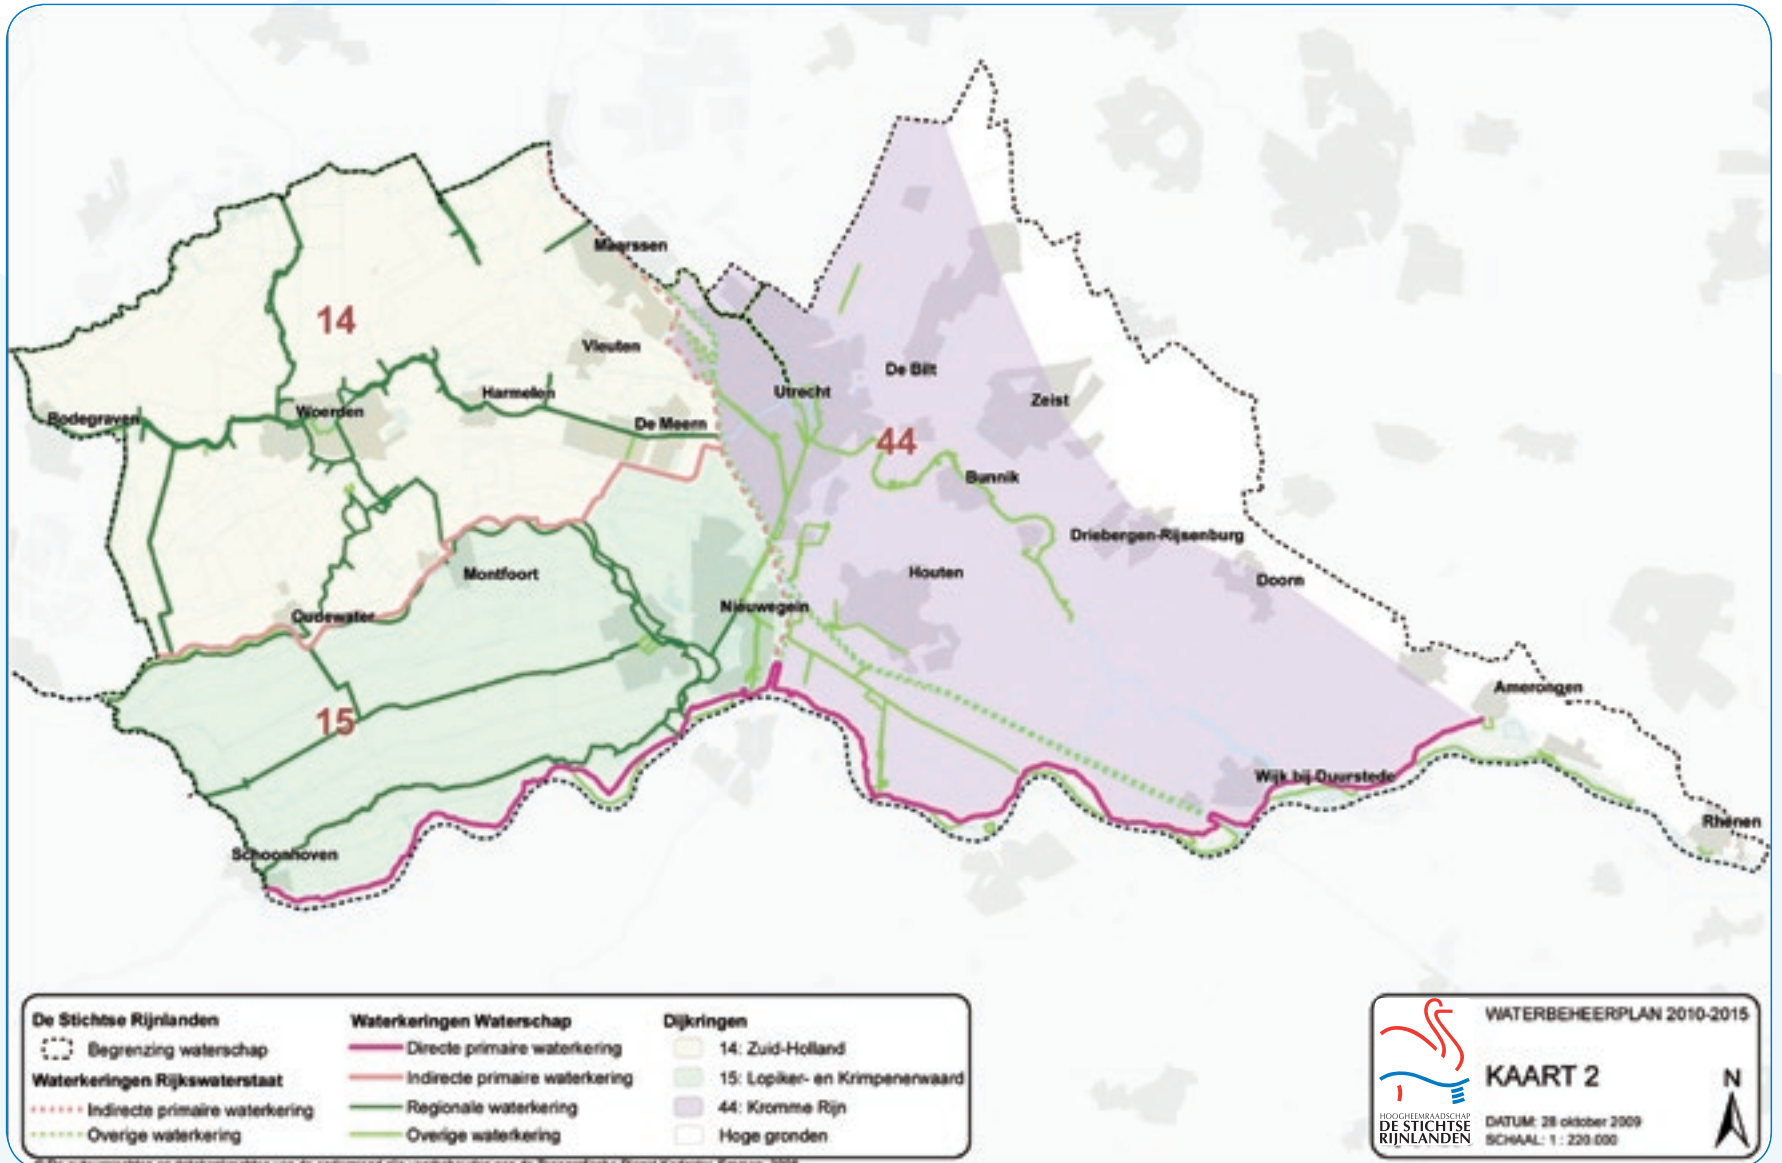 Maarssen
14
Vleuten
De Bilt
Harmelen
Utrecht
Zeist
Bodegraven
Woerden
De Meern
44
Bunnik
Driebergen-Rijsenburg
Montfoort
Houten
Doorn
Nieuwegein
Oudewater
Amerongen
15
Wijk bij Duurstede
Rhenen
Schoonhoven
De Stichtse Rijnlanden
Begrenzing waterschap
Waterkeringen Rijkswaterstaat
Indirecte primaire waterkering
Overige waterkering
Waterkeringen Waterschap
Directe primaire waterkering
Indirecte primaire waterkering
Regionale waterkering
Overige waterkering
Dijkringen
14: Zuid-Holland
15: Lopiker- en Krimpenerwaard
44: Kromme Rijn
Hoge gronden
WATERBEHEERPLAN 2010-2015
KAART 2
N
DATUM: 28 oktober 2009
SCHAAL: 1 : 220.000
HOOGHEEMRAADSCHAP
DE STICHTSE
RIJNLANDEN